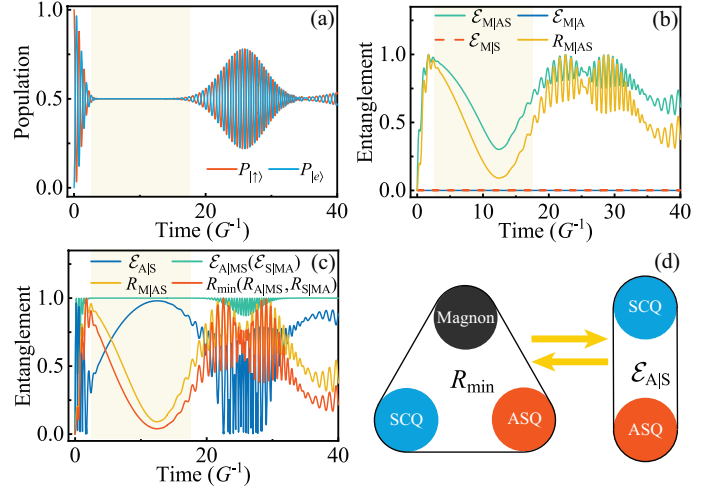 (a)
Population
1.0
0.5
0.0
P|↑⟩ P|e⟩
0 20 40
Time (G⁻¹)
(b)
Entanglement
1.0
0.5
0.0
ℰM|AS ℰM|A
ℰM|S RM|AS
0 10 20 30 40
Time (G⁻¹)
(c)
Entanglement
ℰA|S ℰA|MS(ℰS|MA)
RM|AS Rmin(RA|MS, RS|MA)
1.0
0.5
0.0
0 10 20 30 40
Time (G⁻¹)
(d)
Magnon
SCQ
Rmin
ℰA|S
SCQ ASQ
ASQ